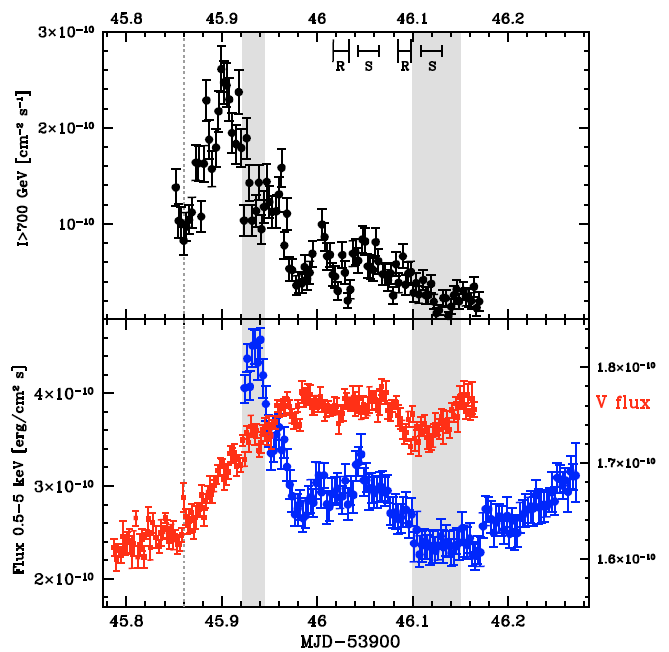 45.8 45.9 46 46.1 46.2
3×10⁻¹⁰
R S R S
2×10⁻¹⁰
I>700 GeV [cm⁻² s⁻¹]
10⁻¹⁰
1.8×10⁻¹⁰
4×10⁻¹⁰
V flux
Flux 0.5–5 keV [erg/cm² s]
1.7×10⁻¹⁰
3×10⁻¹⁰
1.6×10⁻¹⁰
2×10⁻¹⁰
45.8 45.9 46 46.1 46.2
MJD−53900